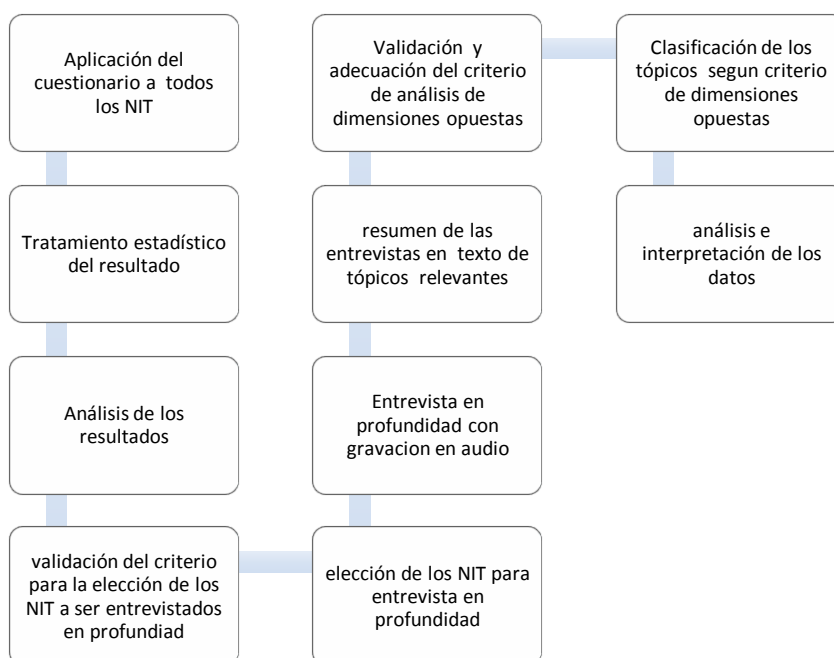 Aplicación del
cuestionario a todos
los NIT
Tratamiento estadístico
del resultado
Análisis de los
resultados
validación del criterio
para la elección de los
NIT a ser entrevistados
en profundiad
elección de los NIT para
entrevista en
profundidad
Entrevista en
profundidad con
gravacion en audio
resumen de las
entrevistas en texto de
tópicos relevantes
Validación y
adecuación del criterio
de análisis de
dimensiones opuestas
Clasificación de los
tópicos segun criterio
de dimensiones
opuestas
análisis e
interpretación de los
datos